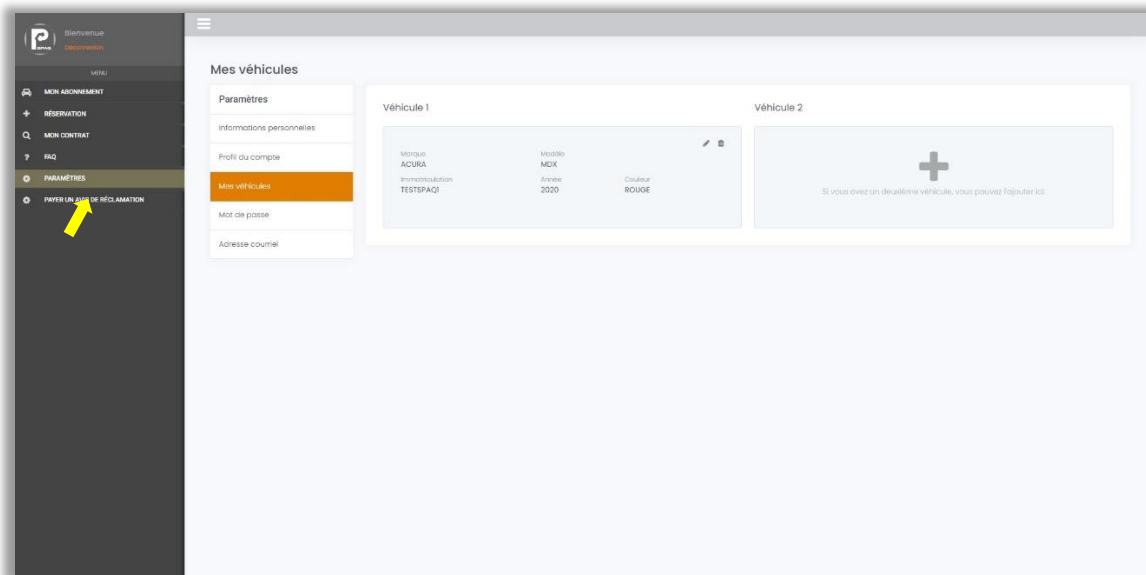 Bienvenue
Déconnexion
MENU
MON ABONNEMENT
RÉSERVATION
MON CONTRAT
? FAQ
PARAMÈTRES
PAYER UN AVIS DE RÉCLAMATION
Mes véhicules
Paramètres
Informations personnelles
Profil du compte
Mes véhicules
Mot de passe
Adresse courriel
Véhicule 1
Marque Modèle
ACURA MDX
Immatriculation Année Couleur
TESTSPAQ1 2020 ROUGE
Véhicule 2
Si vous avez un deuxième véhicule, vous pouvez l'ajouter ici.